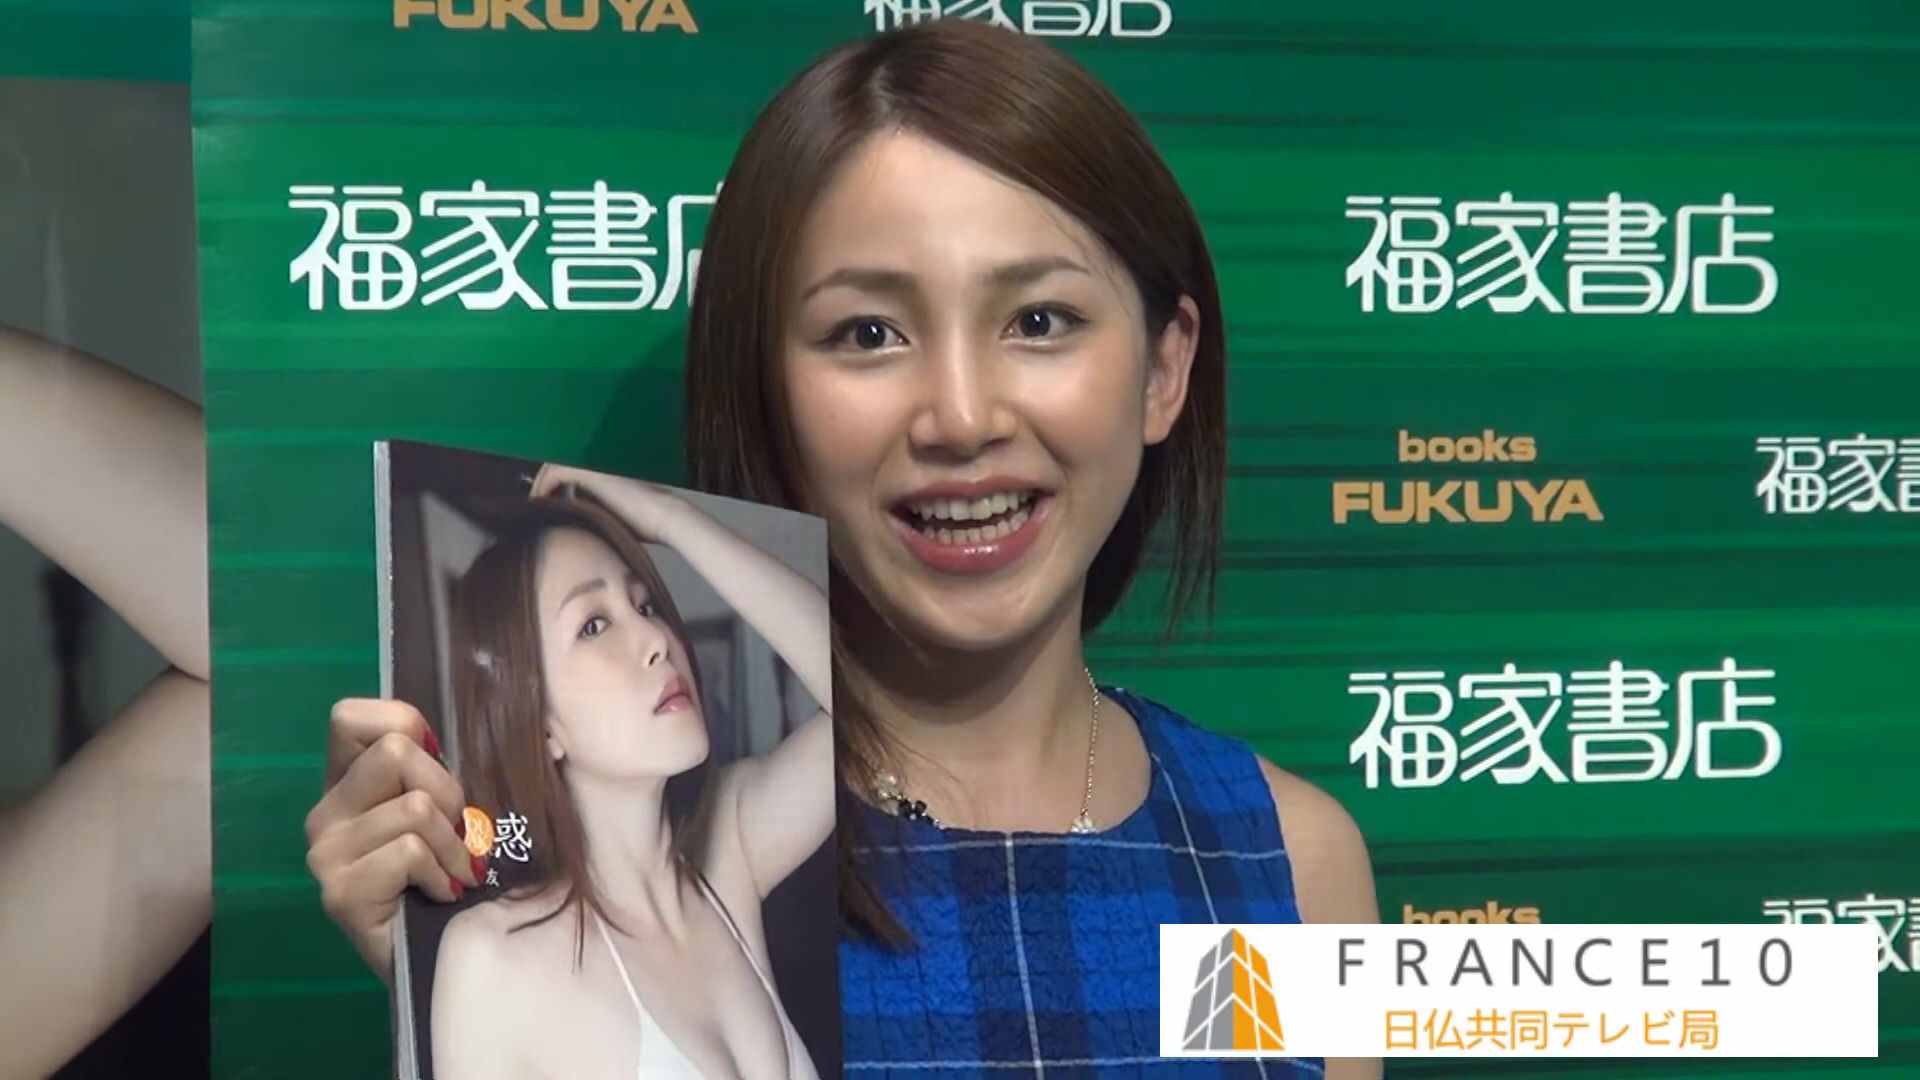 FUKUYA
福家書店
福家書店
福家書店
books
FUKUYA
福家書
福家書店
惑
友
books
福家書
FRANCE10
日仏共同テレビ局